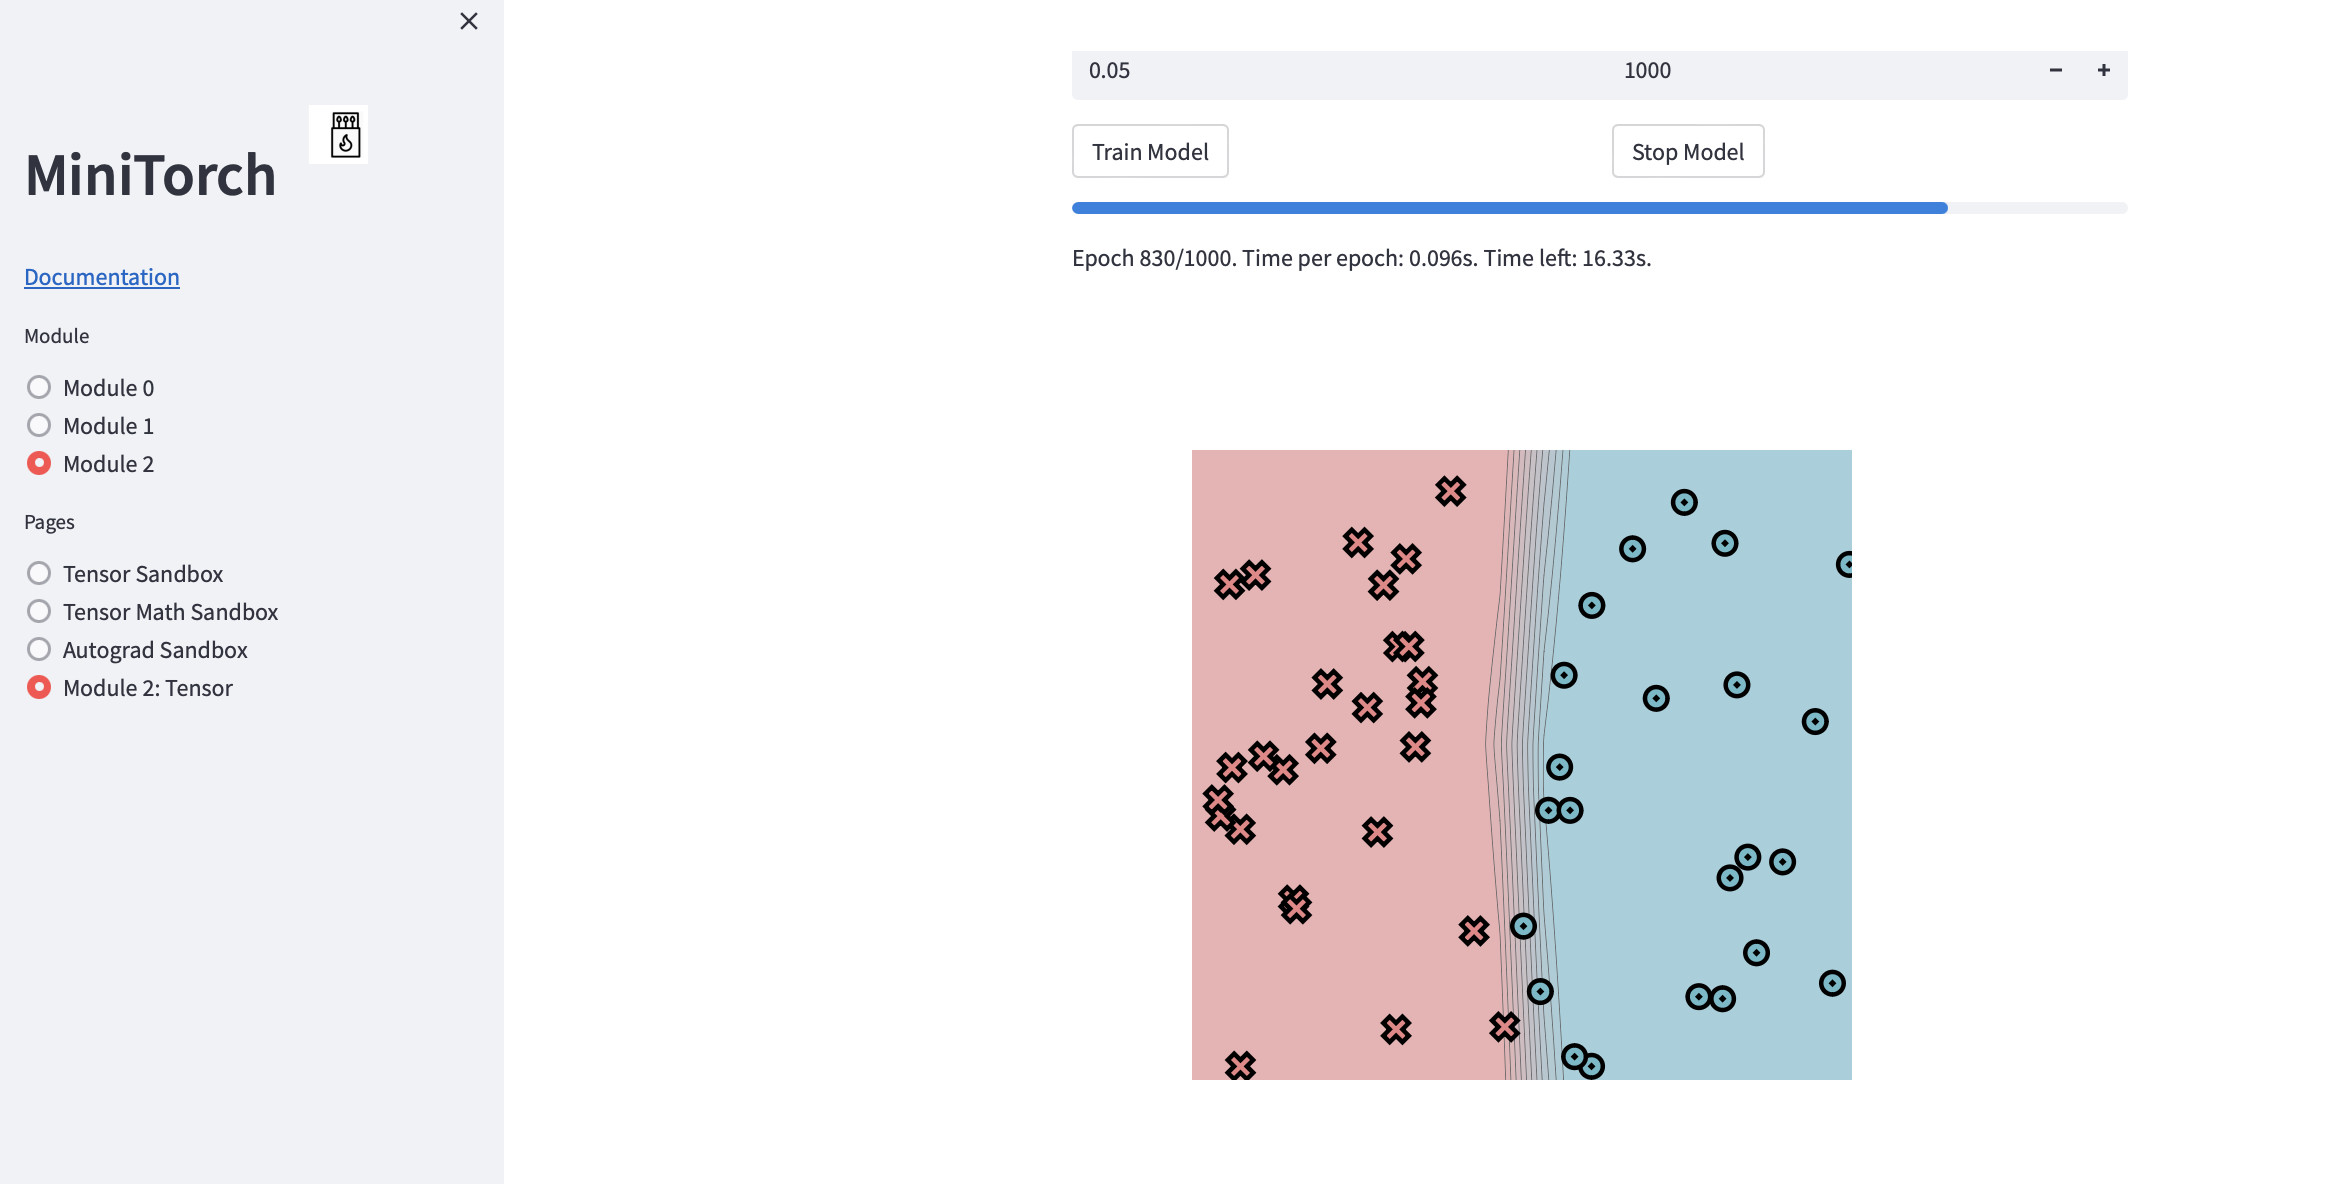 MiniTorch
Documentation
Module
Module 0
Module 1
Module 2
Pages
Tensor Sandbox
Tensor Math Sandbox
Autograd Sandbox
Module 2: Tensor
0.05
1000
Train Model
Stop Model
Epoch 830/1000. Time per epoch: 0.096s. Time left: 16.33s.